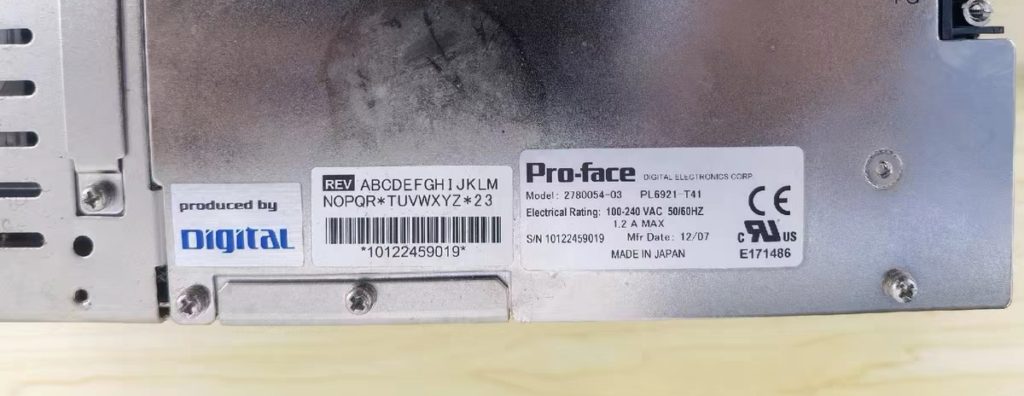 produced by
Digital
REV ABCDEFGHIJKLM
NOPQR*TUVWXYZ*23
*10122459019*
Pro-face DIGITAL ELECTRONICS CORP.
Model: 2780054-03 PL6921-T41
Electrical Rating: 100-240 VAC 50/60HZ
1.2 A MAX
S/N 10122459019 Mfr Date: 12/07
MADE IN JAPAN
CE
C US
E171486